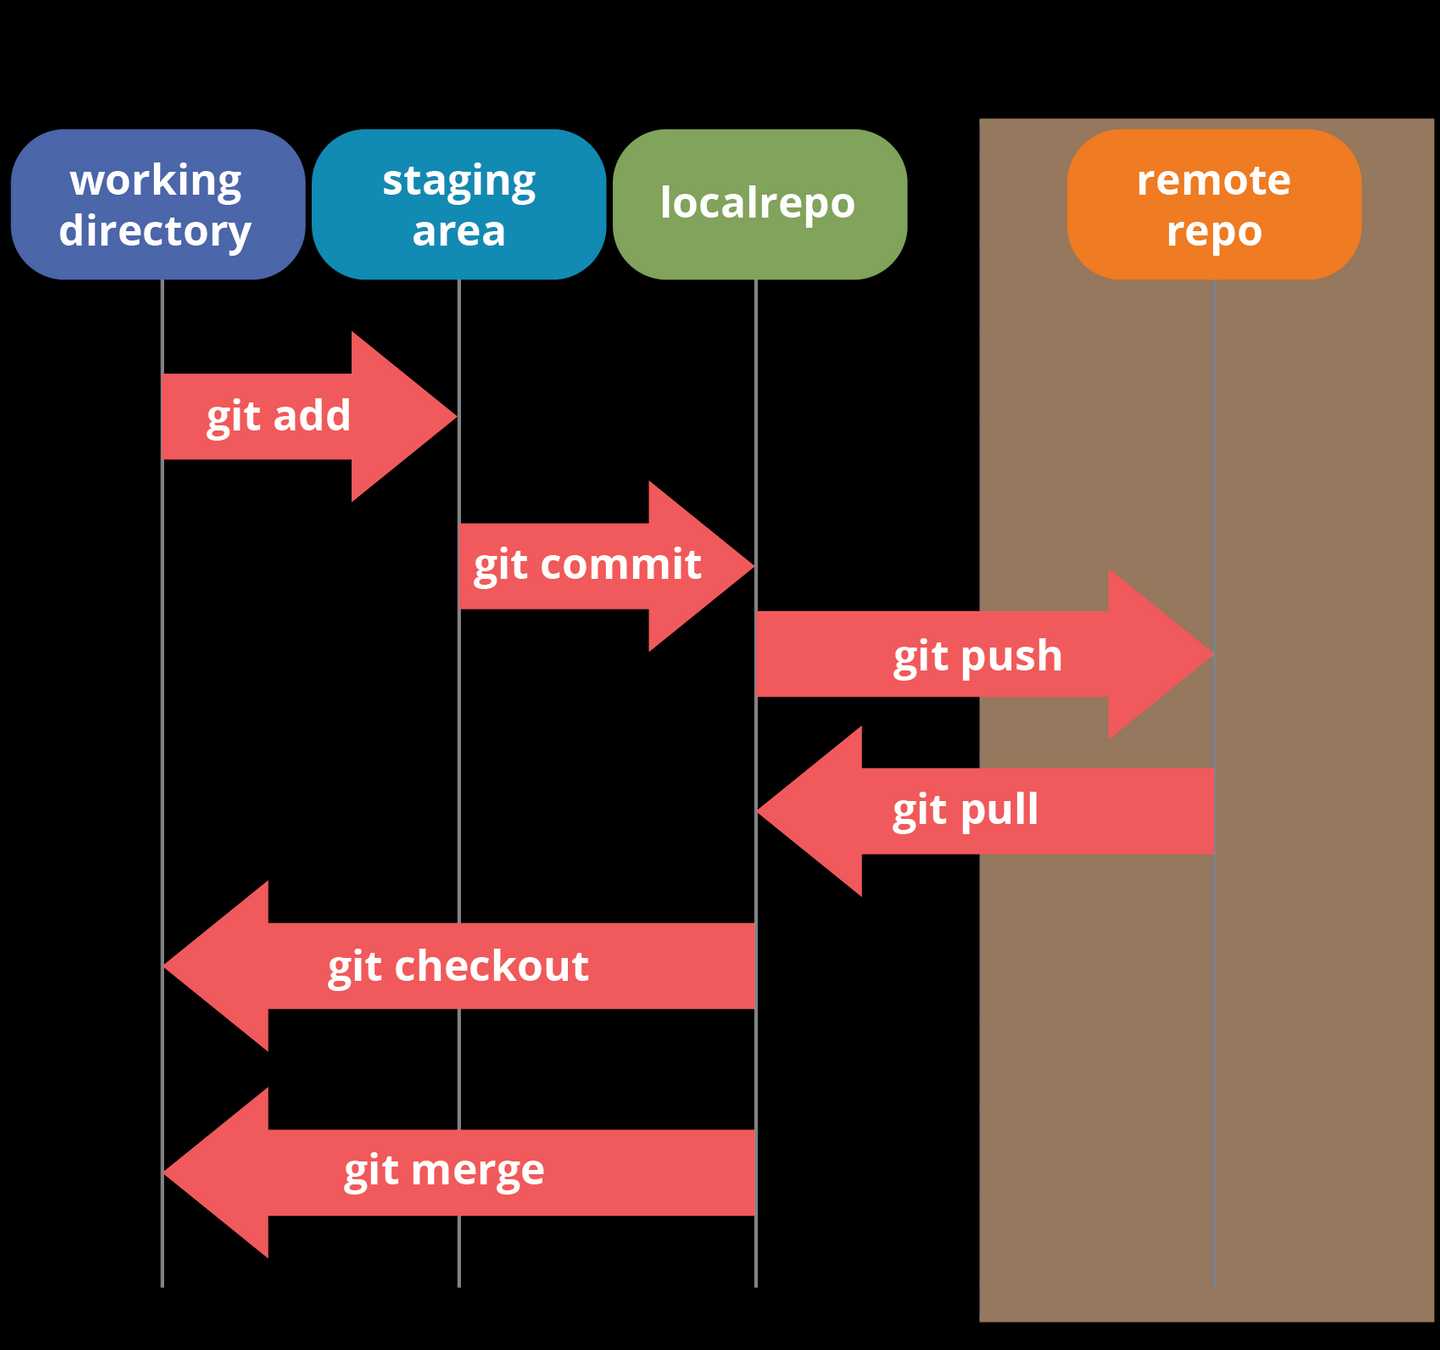 working
directory
staging
area
localrepo
remote
repo
git add
git commit
git push
git pull
git checkout
git merge